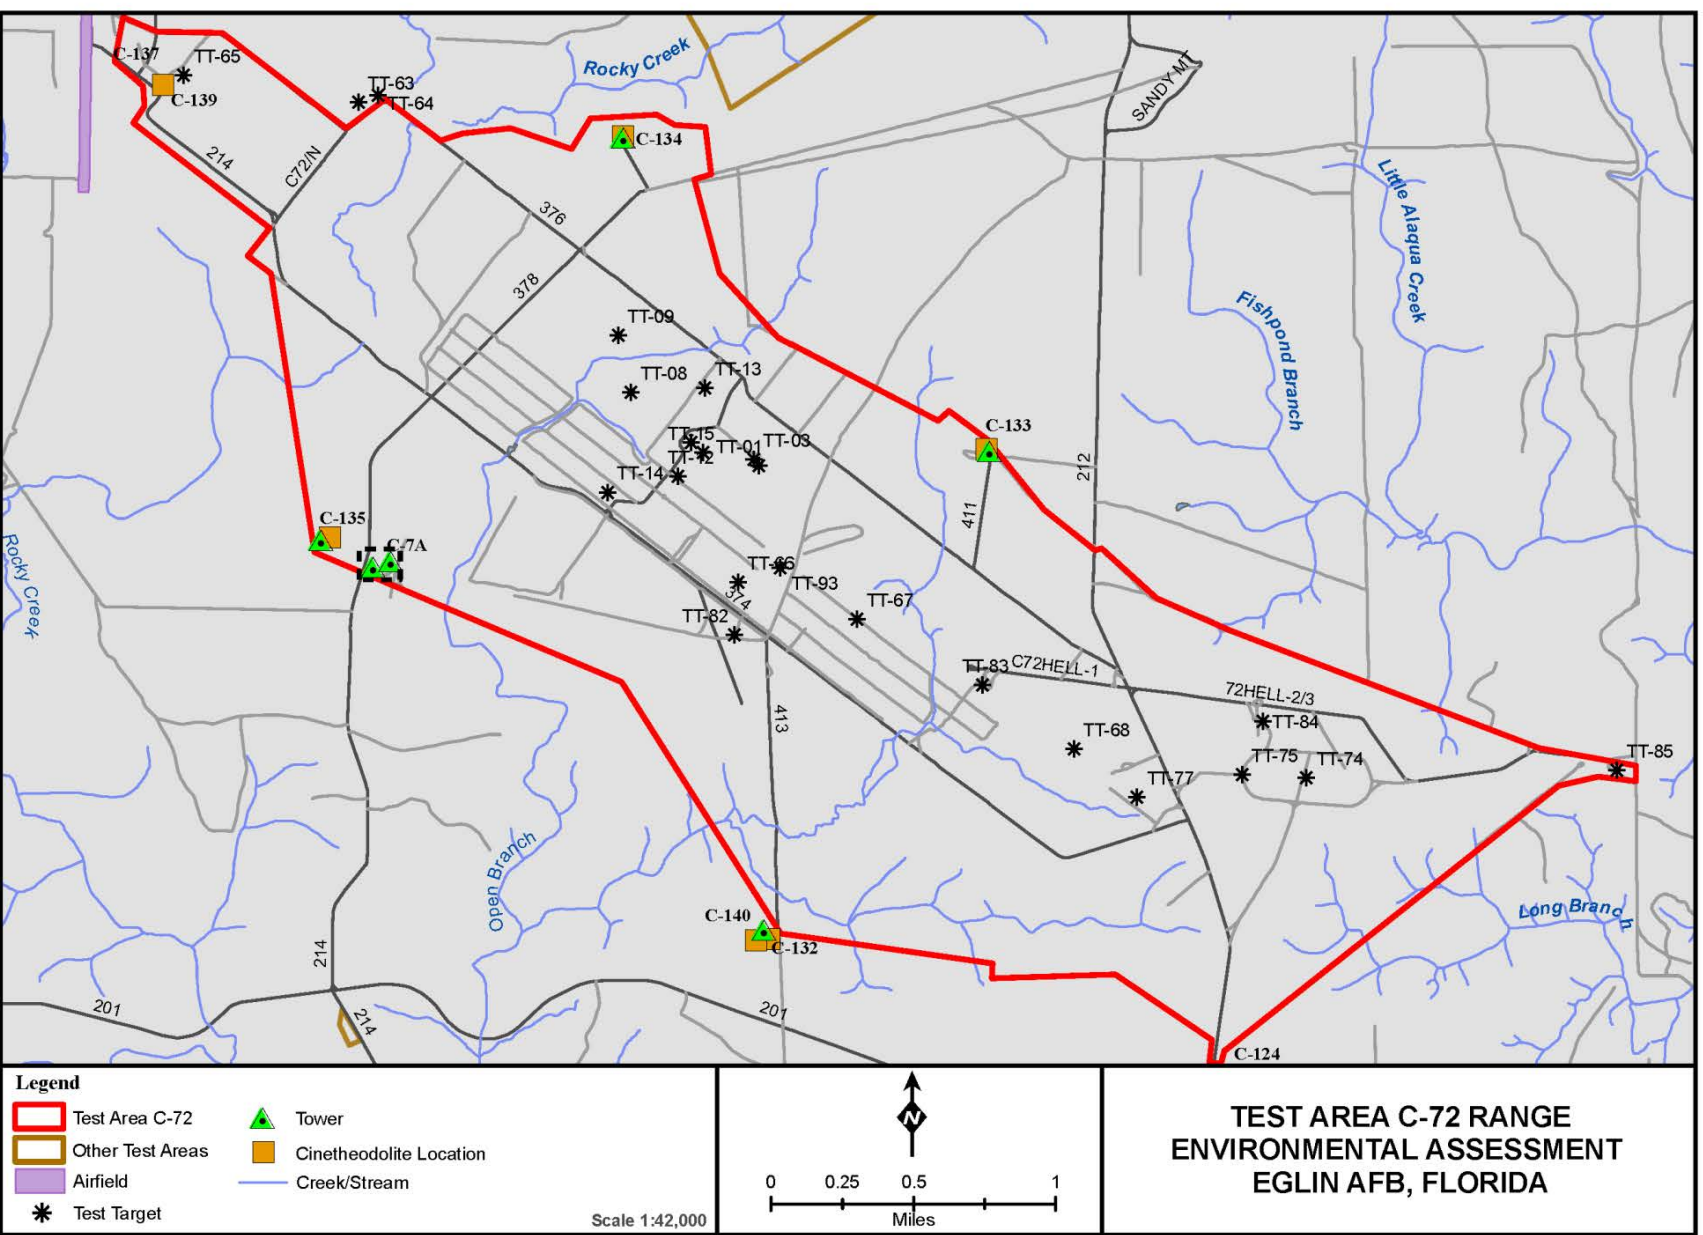 C-137
TT-65
C-139
TT-63
TT-64
Rocky Creek
C-134
SANDY MT
214
C72/N
376
378
Little Alaqua Creek
Fishpond Branch
TT-09
TT-08
TT-13
TT-15
TT-01
TT-03
TT-12
TT-14
C-133
212
411
C-135
C-7A
Rocky Creek
TT-66
TT-93
374
TT-67
TT-82
TT-83
C72HELL-1
72HELL-2/3
TT-84
TT-68
TT-75
TT-74
TT-77
TT-85
413
Open Branch
C-140
C-132
Long Branch
214
201
214
201
C-124
Legend
Test Area C-72
Other Test Areas
Airfield
Test Target
Tower
Cinetheodolite Location
Creek/Stream
Scale 1:42,000
N
0 0.25 0.5 1
Miles
TEST AREA C-72 RANGE
ENVIRONMENTAL ASSESSMENT
EGLIN AFB, FLORIDA